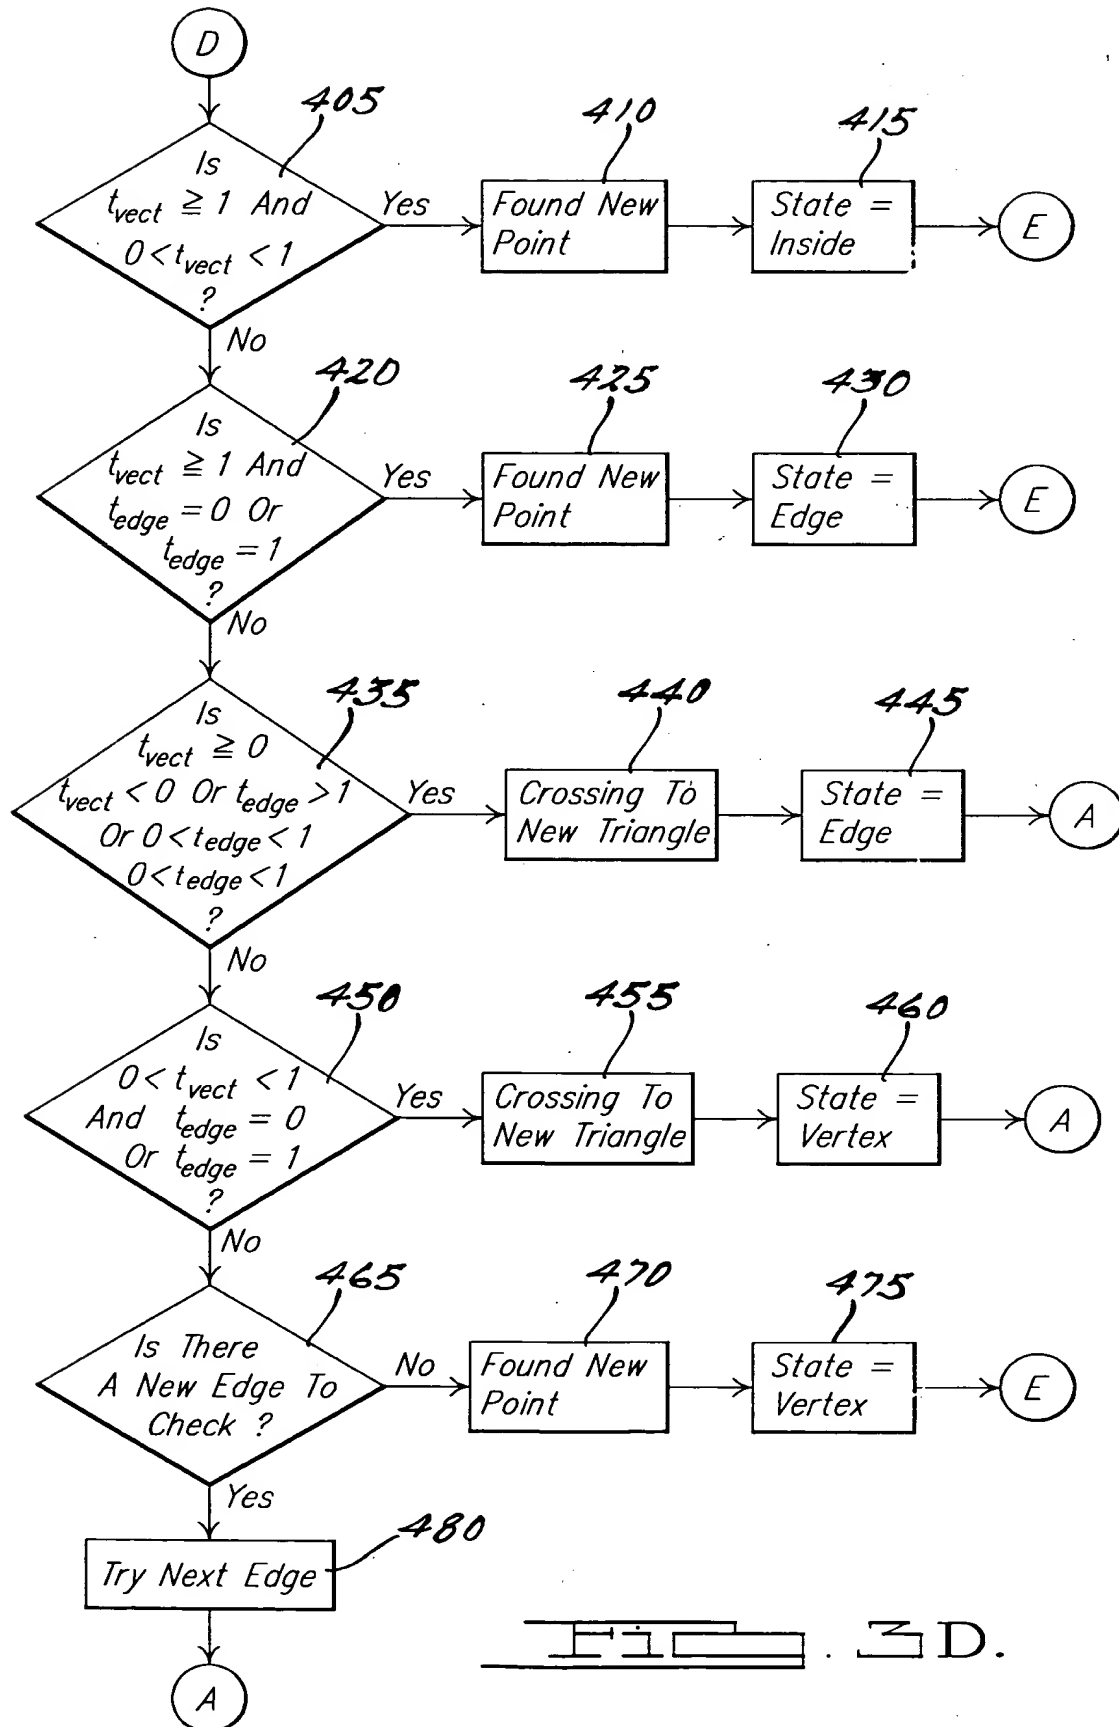 D
405
Is
t_vect ≧ 1 And
0 < t_vect < 1
?
Yes
410
Found New
Point
415
State =
Inside
E
No
420
Is
t_vect ≧ 1 And
t_edge = 0 Or
t_edge = 1
?
Yes
425
Found New
Point
430
State =
Edge
E
No
435
Is
t_vect ≧ 0
t_vect < 0 Or t_edge > 1
Or 0 < t_edge < 1
0 < t_edge < 1
?
Yes
440
Crossing To
New Triangle
445
State =
Edge
A
No
450
Is
0 < t_vect < 1
And t_edge = 0
Or t_edge = 1
?
Yes
455
Crossing To
New Triangle
460
State =
Vertex
A
No
465
Is There
A New Edge To
Check ?
No
470
Found New
Point
475
State =
Vertex
E
Yes
480
Try Next Edge
A
Fig. 3D.